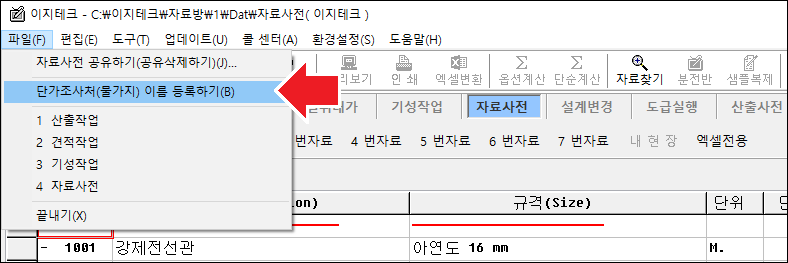 이지테크 - C:\이지테크\자료방\1\Dat\자료사전( 이지테크 )
파일(F) 편집(E) 도구(T) 업데이트(U) 콜 센터(A) 환경설정(S) 도움말(H)
자료사전 공유하기(공유삭제하기)(J)...
단가조사처(물가지) 이름 등록하기(B)
1 산출작업
2 견적작업
3 기성작업
4 자료사전
끝내기(X)
리보기 인 쇄 엑셀변환 옵션계산 단순계산 자료찾기 분전반 샘플복제
기성작업 자료사전 설계변경 도급실행 산출사전
번자료 4 번자료 5 번자료 6 번자료 7 번자료 내 현 장 엑셀전용
규격(Size) 단위
- 1001 강제전선관 아연도 16 mm M.